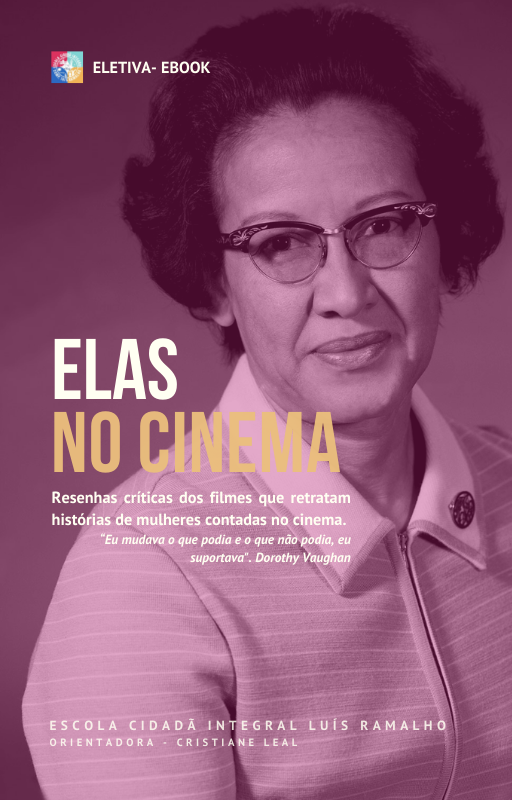 ELETIVA- EBOOK
ELAS
NO CINEMA
Resenhas críticas dos filmes que retratam
histórias de mulheres contadas no cinema.
"Eu mudava o que podia e o que não podia, eu
suportava". Dorothy Vaughan
ESCOLA CIDADÃ INTEGRAL LUÍS RAMALHO
ORIENTADORA - CRISTIANE LEAL